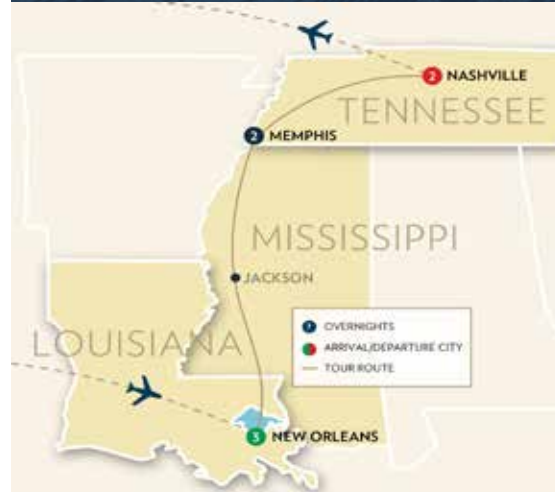 2 NASHVILLE
TENNESSEE
2 MEMPHIS
MISSISSIPPI
JACKSON
LOUISIANA
OVERNIGHTS
ARRIVAL/DEPARTURE CITY
TOUR ROUTE
3 NEW ORLEANS